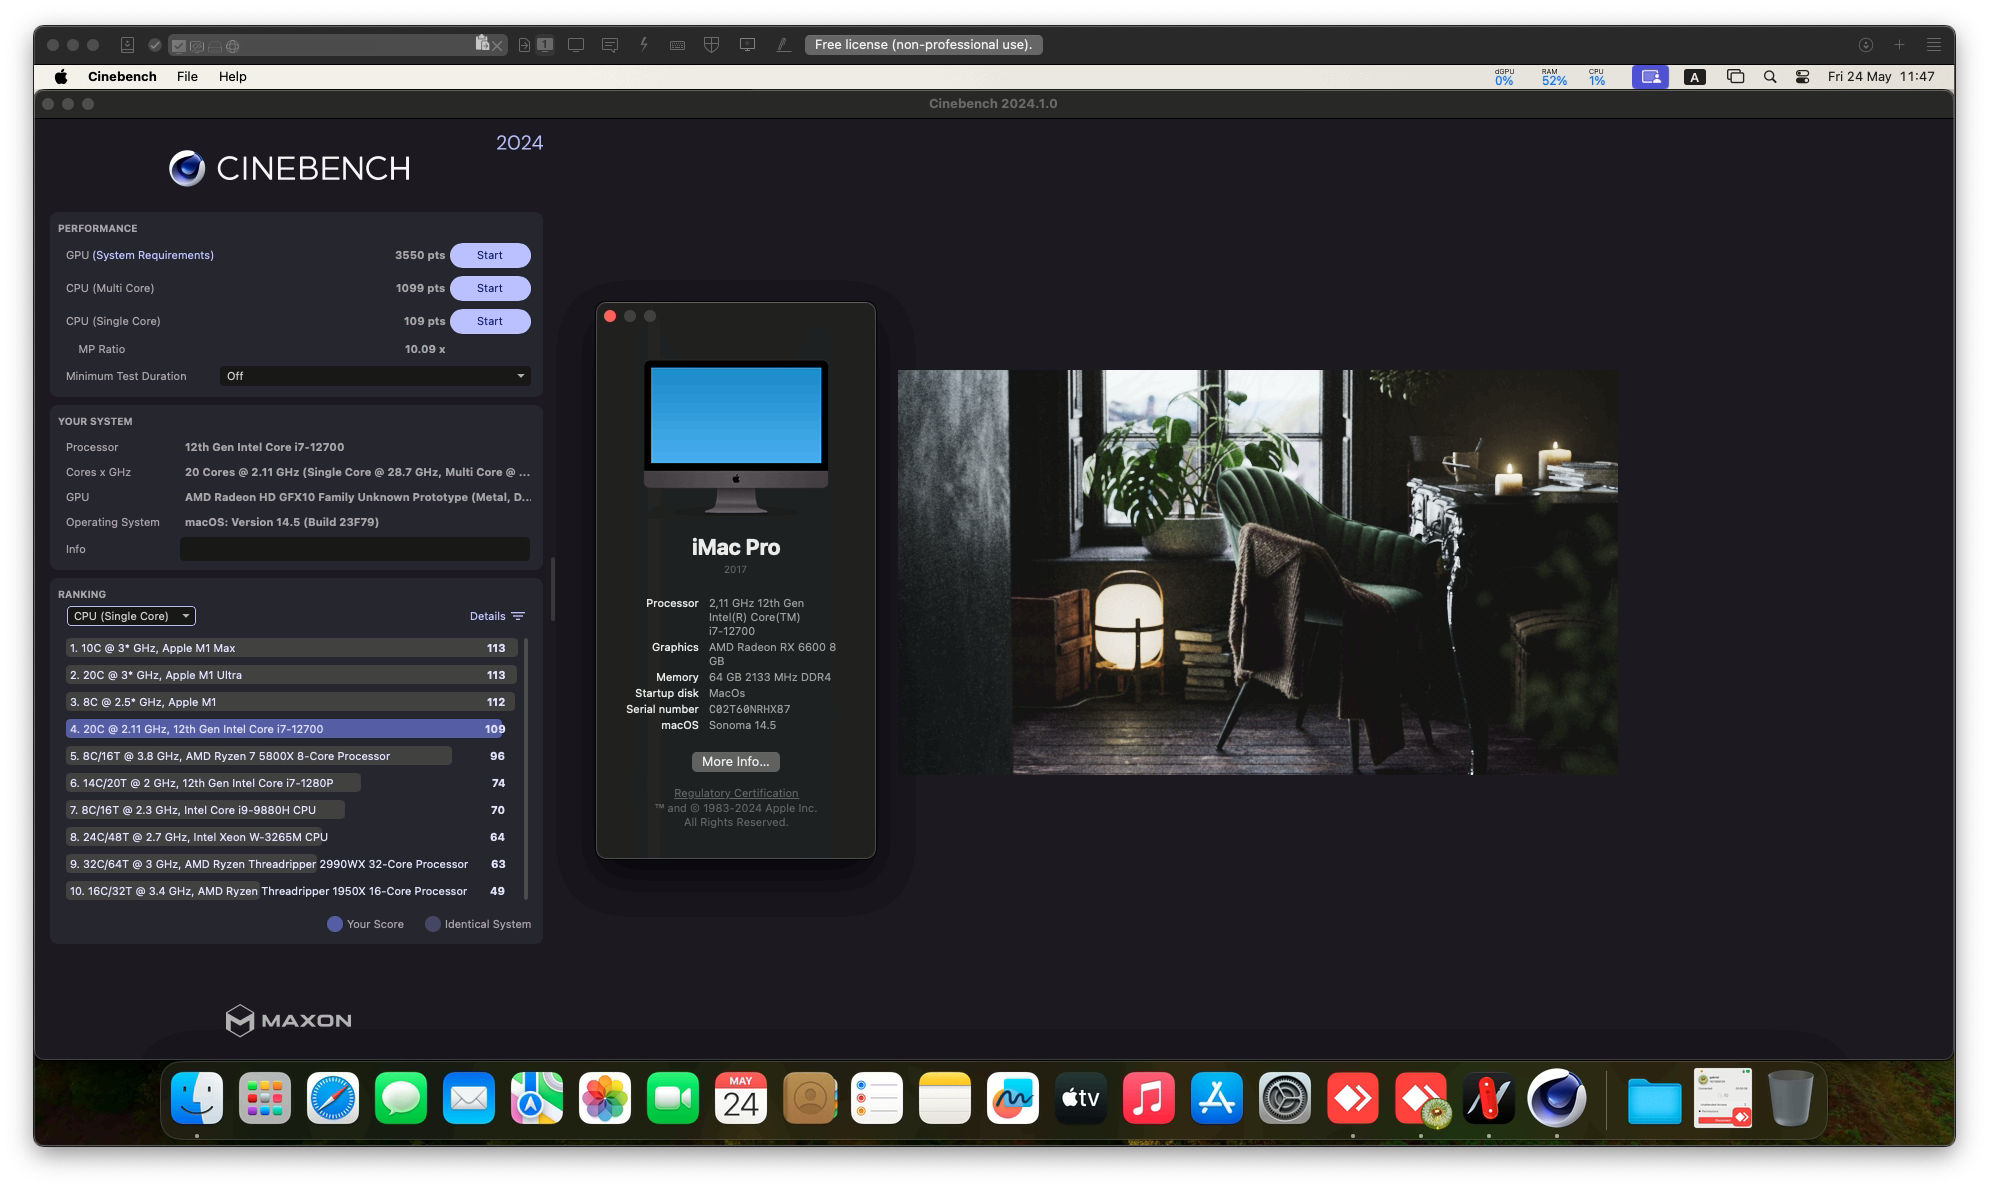 1
Free license (non-professional use).
Cinebench File Help
dGPU 0% RAM 52% CPU 1% A Fri 24 May 11:47
Cinebench 2024.1.0
2024
CINEBENCH
PERFORMANCE
GPU (System Requirements) 3550 pts Start
CPU (Multi Core) 1099 pts Start
CPU (Single Core) 109 pts Start
MP Ratio 10.09 x
Minimum Test Duration Off
YOUR SYSTEM
Processor 12th Gen Intel Core i7-12700
Cores x GHz 20 Cores @ 2.11 GHz (Single Core @ 28.7 GHz, Multi Core @ ...
GPU AMD Radeon HD GFX10 Family Unknown Prototype (Metal, D...
Operating System macOS: Version 14.5 (Build 23F79)
Info
RANKING
CPU (Single Core) Details
1. 10C @ 3* GHz, Apple M1 Max 113
2. 20C @ 3* GHz, Apple M1 Ultra 113
3. 8C @ 2.5* GHz, Apple M1 112
4. 20C @ 2.11 GHz, 12th Gen Intel Core i7-12700 109
5. 8C/16T @ 3.8 GHz, AMD Ryzen 7 5800X 8-Core Processor 96
6. 14C/20T @ 2 GHz, 12th Gen Intel Core i7-1280P 74
7. 8C/16T @ 2.3 GHz, Intel Core i9-9880H CPU 70
8. 24C/48T @ 2.7 GHz, Intel Xeon W-3265M CPU 64
9. 32C/64T @ 3 GHz, AMD Ryzen Threadripper 2990WX 32-Core Processor 63
10. 16C/32T @ 3.4 GHz, AMD Ryzen Threadripper 1950X 16-Core Processor 49
Your Score Identical System
MAXON
iMac Pro
2017
Processor 2,11 GHz 12th Gen
Intel(R) Core(TM)
i7-12700
Graphics AMD Radeon RX 6600 8
GB
Memory 64 GB 2133 MHz DDR4
Startup disk MacOs
Serial number C02T60NRHX87
macOS Sonoma 14.5
More Info...
Regulatory Certification
™ and © 1983-2024 Apple Inc.
All Rights Reserved.
MAY
24
tv